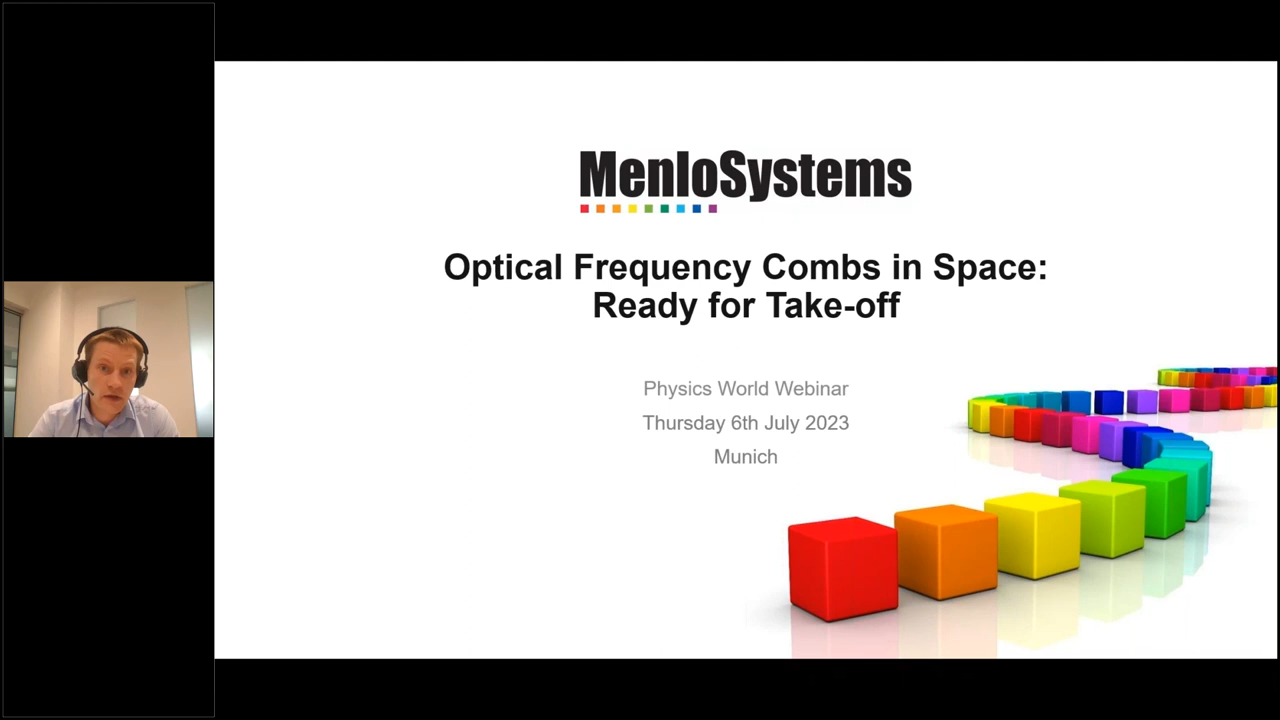 MenloSystems
Optical Frequency Combs in Space:
Ready for Take-off
Physics World Webinar
Thursday 6th July 2023
Munich